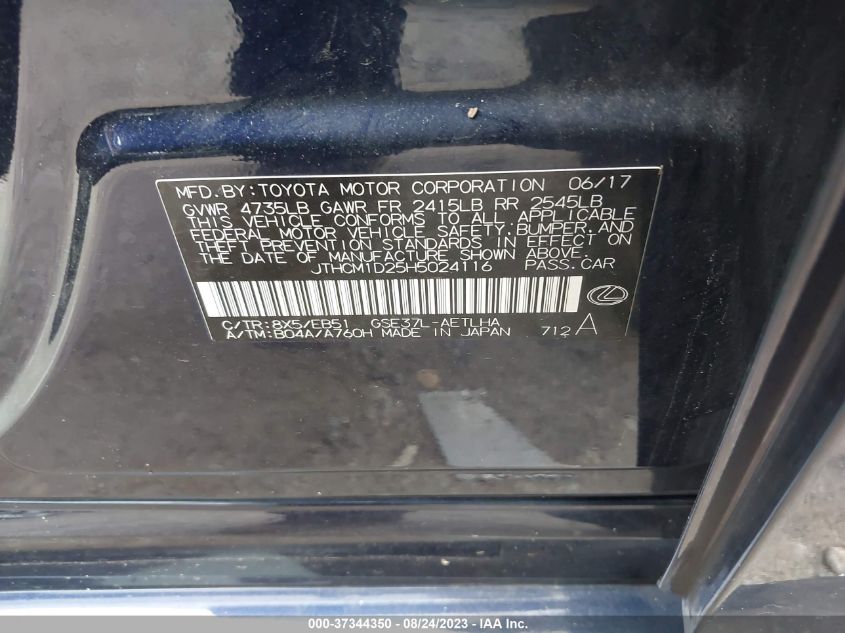 MFD. BY: TOYOTA MOTOR CORPORATION 06/17
GVWR 4735LB GAWR FR 2415LB RR 2545LB
THIS VEHICLE CONFORMS TO ALL APPLICABLE
FEDERAL MOTOR VEHICLE SAFETY, BUMPER, AND
THEFT PREVENTION STANDARDS IN EFFECT ON
THE DATE OF MANUFACTURE SHOWN ABOVE.
JTHCM1D25H5024116 PASS. CAR
C/TR: 8X5/EB51 GSE37L-AETLHA
A/TM: B04A/A760H MADE IN JAPAN 712 A
000-37344350 - 08/24/2023 - IAA Inc.